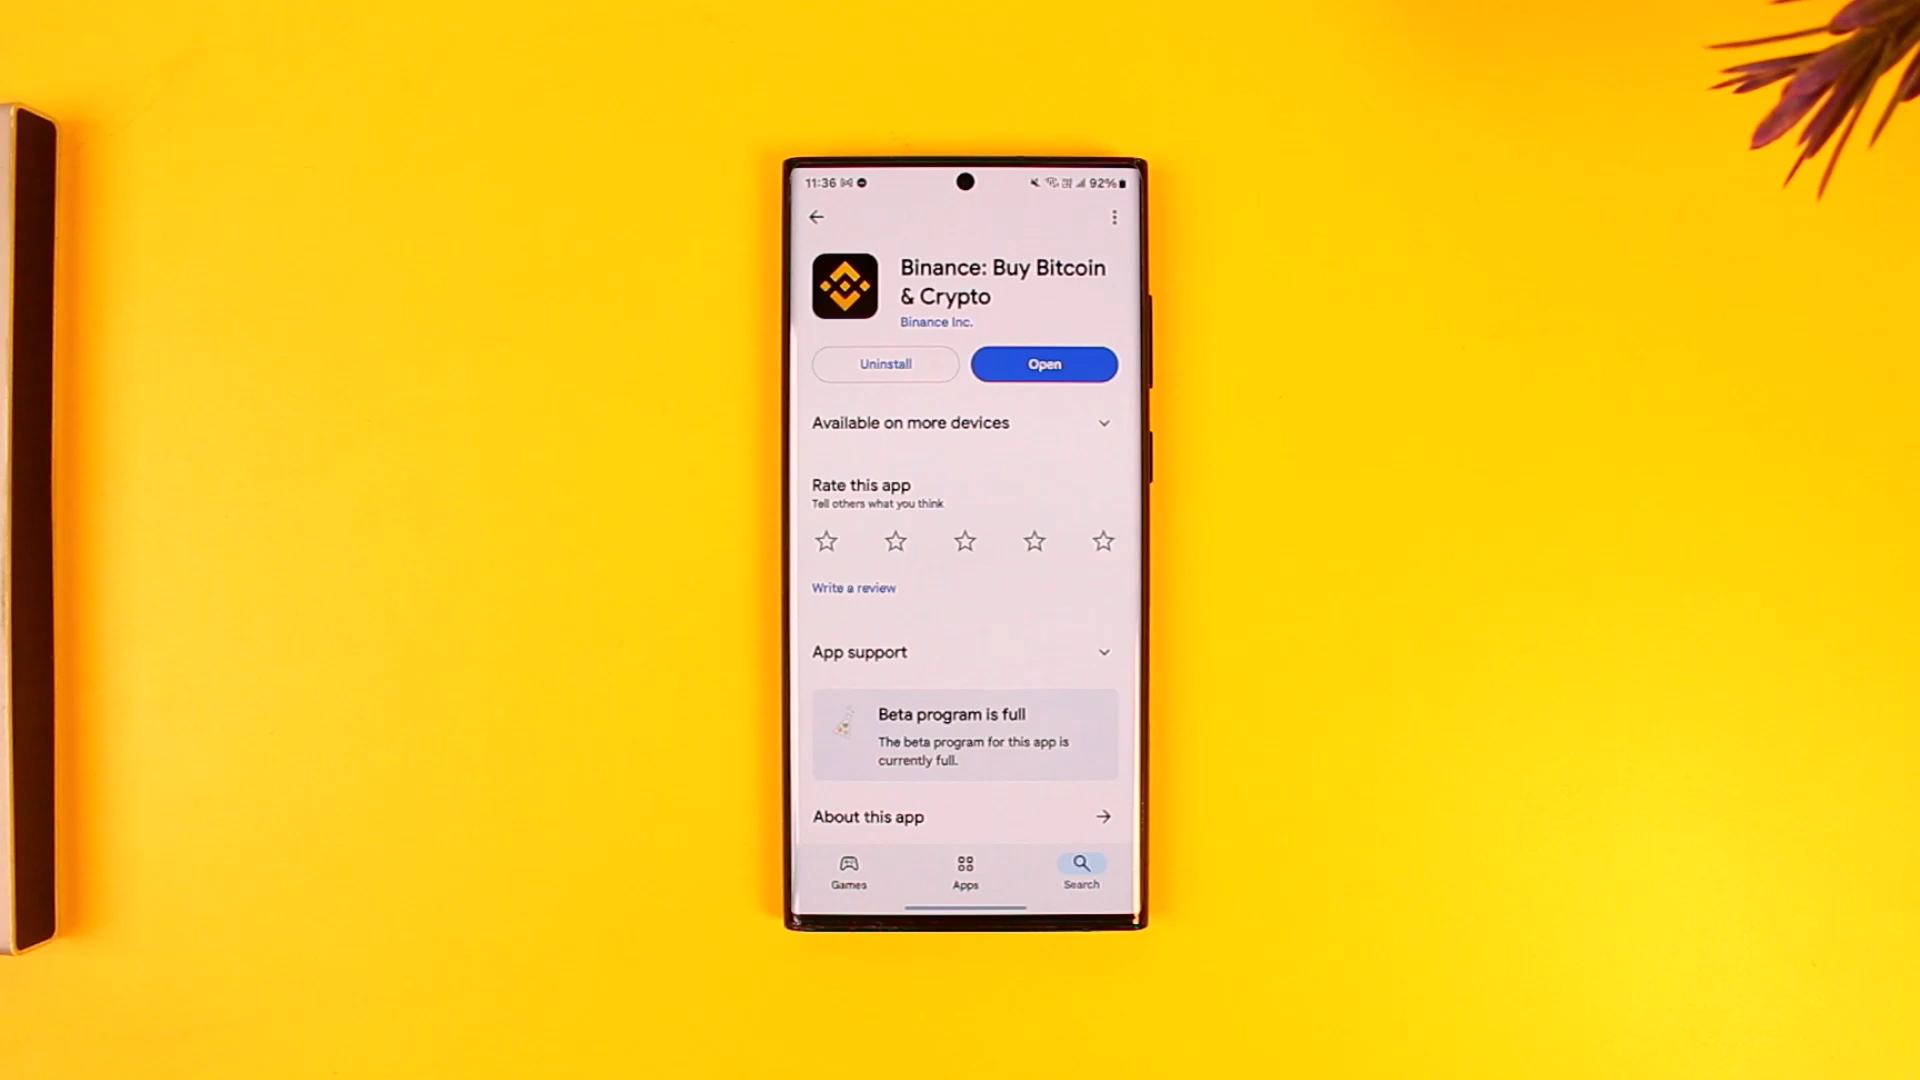 11:36
92%
Binance: Buy Bitcoin
& Crypto
Binance Inc.
Uninstall
Open
Available on more devices
Rate this app
Tell others what you think
Write a review
App support
Beta program is full
The beta program for this app is
currently full.
About this app
Games
Apps
Search